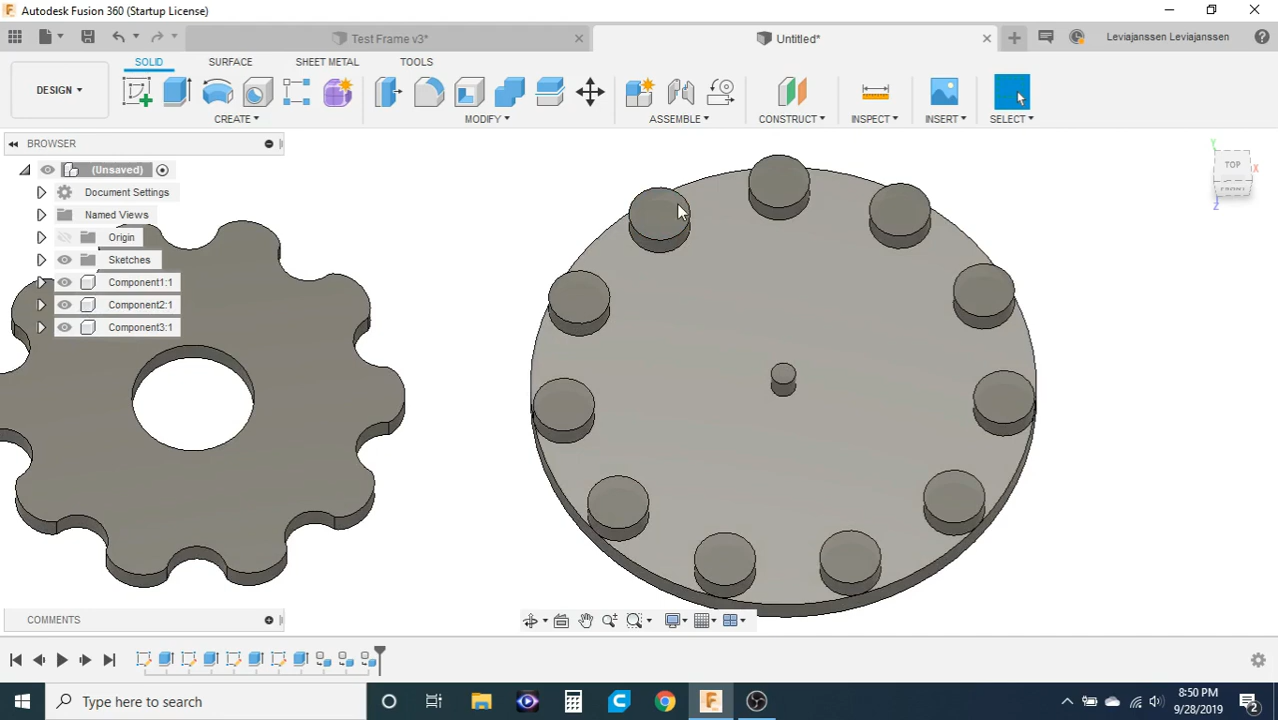 Autodesk Fusion 360 (Startup License)
Test Frame v3*
Untitled*
Leviajanssen Leviajanssen
DESIGN
SOLID
SURFACE
SHEET METAL
TOOLS
CREATE
MODIFY
ASSEMBLE
CONSTRUCT
INSPECT
INSERT
SELECT
BROWSER
(Unsaved)
Document Settings
Named Views
Origin
Sketches
Component1:1
Component2:1
Component3:1
Y
TOP
X
FRONT
Z
COMMENTS
Type here to search
8:50 PM
9/28/2019
2